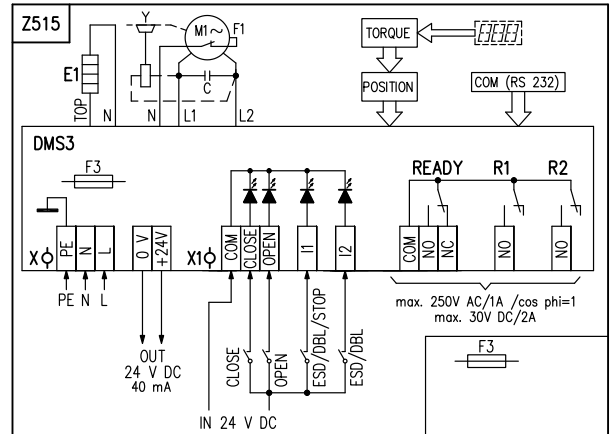 Z515
Y
M1~
F1
TORQUE
8888
E1
C
POSITION
COM (RS 232)
TOP
N
N
L1
L2
DMS3
F3
READY
R1
R2
X
PE
N
L
0 V
+24V
X1
COM
CLOSE
OPEN
I1
I2
COM
NO
NC
NO
NO
PE N L
max. 250V AC/1A /cos phi=1
max. 30V DC/2A
OUT
24 V DC
40 mA
CLOSE
OPEN
ESD/DBL/STOP
ESD/DBL
F3
IN 24 V DC